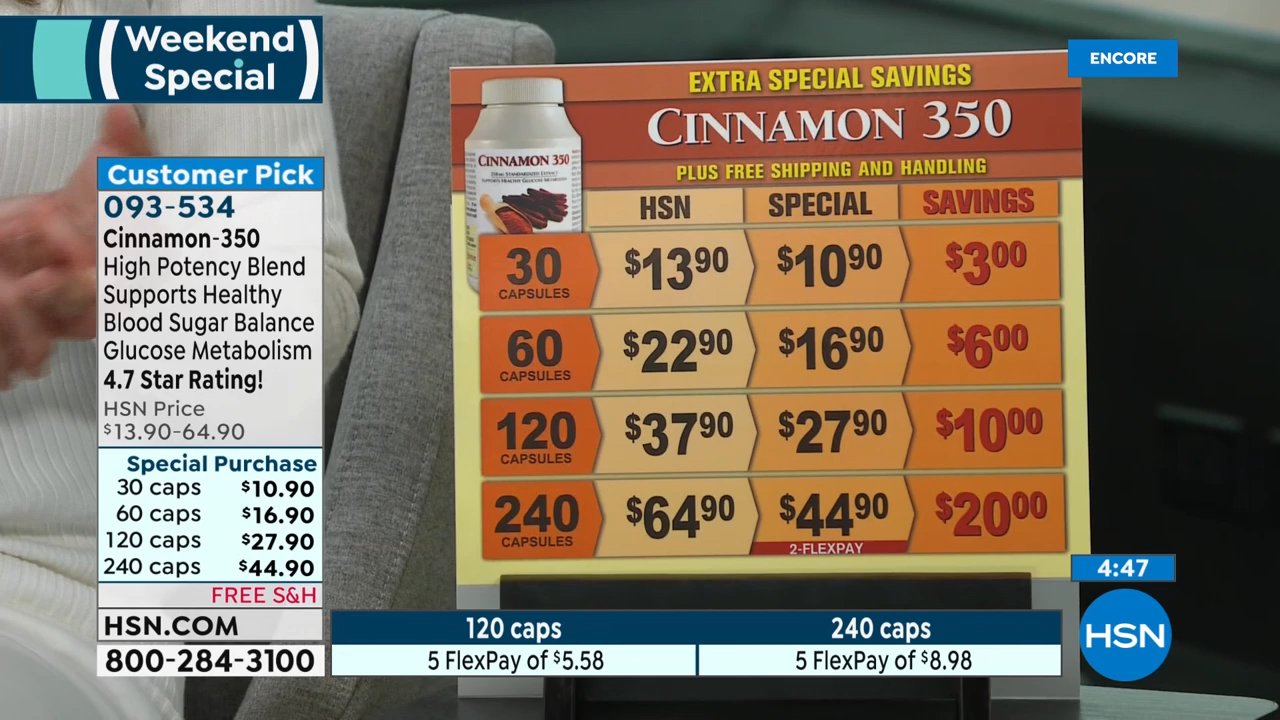 (Weekend
Special)
ENCORE
Customer Pick
093-534
Cinnamon-350
High Potency Blend
Supports Healthy
Blood Sugar Balance
Glucose Metabolism
4.7 Star Rating!
HSN Price
$13.90-64.90
Special Purchase
30 caps $10.90
60 caps $16.90
120 caps $27.90
240 caps $44.90
FREE S&H
HSN.COM
800-284-3100
EXTRA SPECIAL SAVINGS
CINNAMON 350
PLUS FREE SHIPPING AND HANDLING
CINNAMON 350
SUPPORTS HEALTHY GLUCOSE METABOLISM
HSN SPECIAL SAVINGS
30 CAPSULES $13.90 $10.90 $3.00
60 CAPSULES $22.90 $16.90 $6.00
120 CAPSULES $37.90 $27.90 $10.00
240 CAPSULES $64.90 $44.90 $20.00
2-FLEXPAY
120 caps 240 caps
5 FlexPay of $5.58 5 FlexPay of $8.98
4:47
HSN